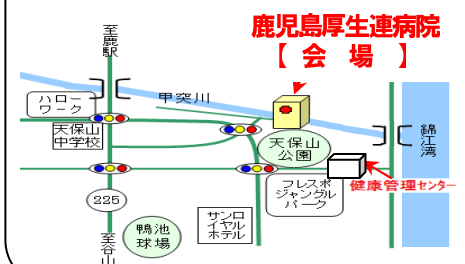 鹿児島厚生連病院
【会場】
至鹿駅
甲突川
ハロー
ワーク
天保山
中学校
天保山
公園
錦江湾
健康管理センター
フレスポ
ジャングル
パーク
225
サンロ
イヤル
ホテル
鴨池
球場
至谷山